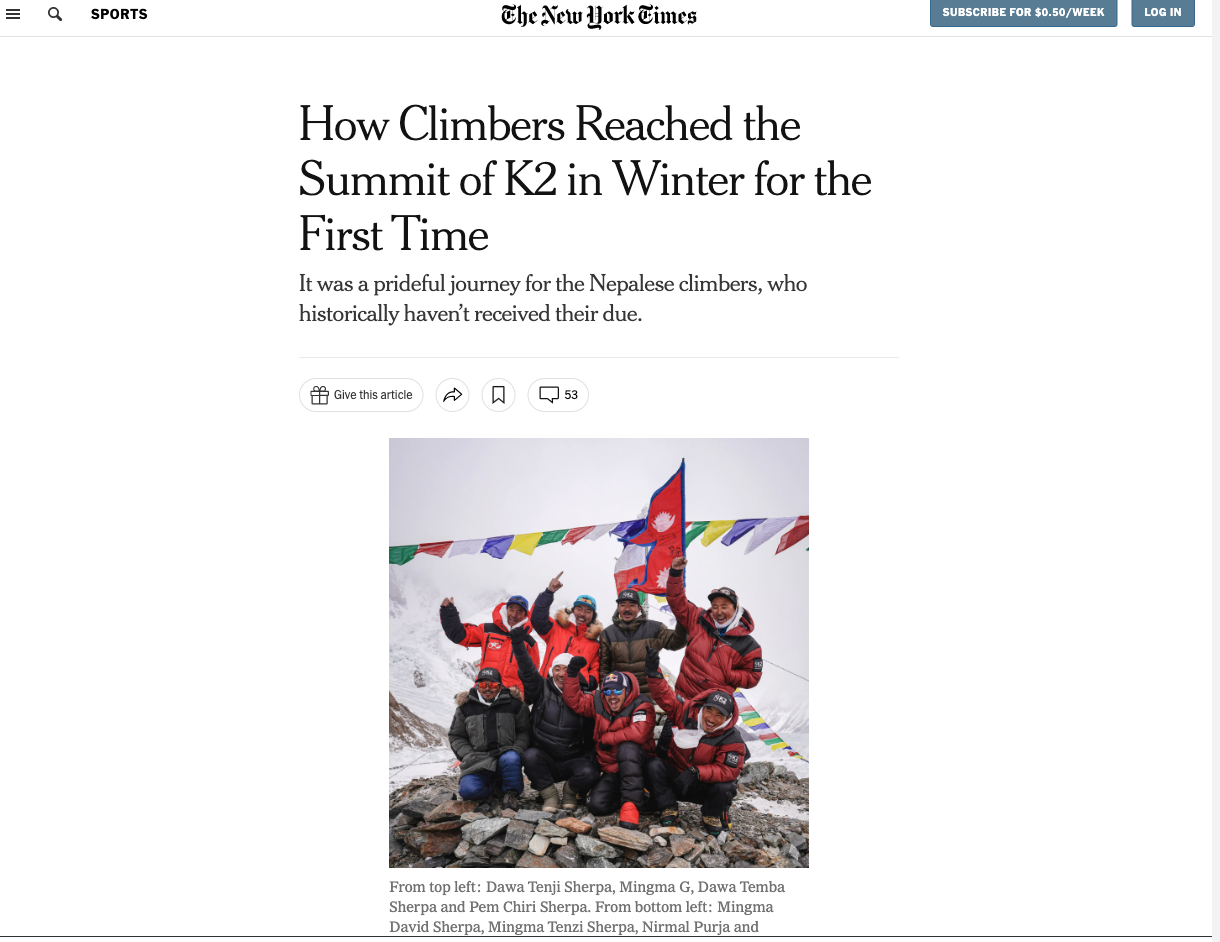 SPORTS
The New York Times
SUBSCRIBE FOR $0.50/WEEK
LOG IN
How Climbers Reached the
Summit of K2 in Winter for the
First Time
It was a prideful journey for the Nepalese climbers, who
historically haven’t received their due.
Give this article
53
From top left: Dawa Tenji Sherpa, Mingma G, Dawa Temba
Sherpa and Pem Chiri Sherpa. From bottom left: Mingma
David Sherpa, Mingma Tenzi Sherpa, Nirmal Purja and